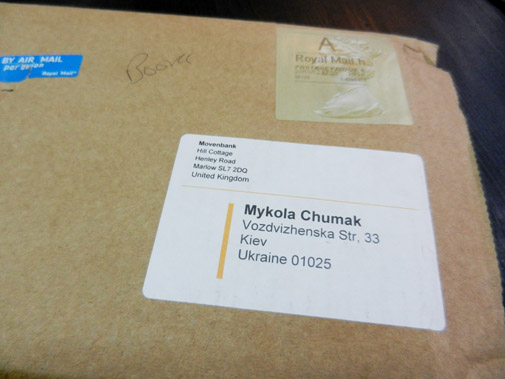 BY AIR MAIL
par avion
Royal Mail
A
Royal Mail
Movenbank
Hill Cottage
Henley Road
Marlow SL7 2DQ
United Kingdom
Mykola Chumak
Vozdvizhenska Str, 33
Kiev
Ukraine 01025